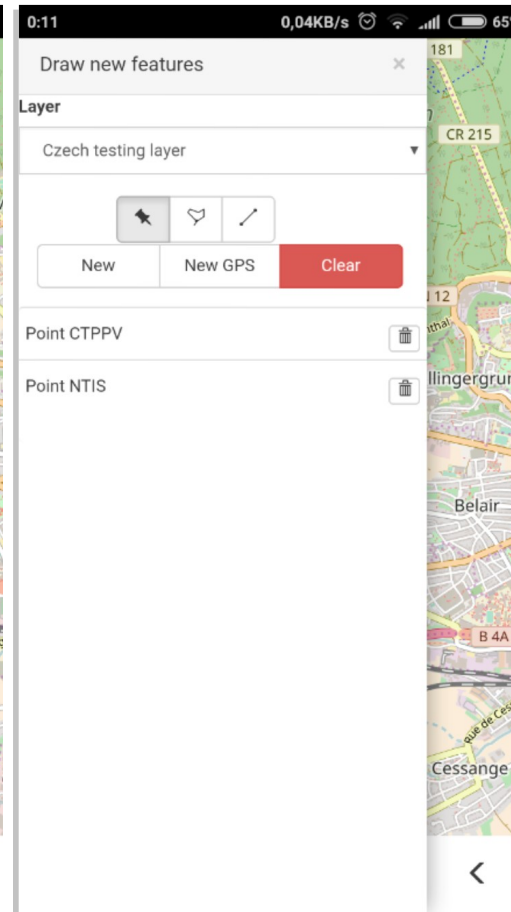 0:11
0,04KB/s
65
Draw new features
×
Layer
Czech testing layer
New
New GPS
Clear
Point CTPPV
Point NTIS
181
CR 215
12
Belair
B 4A
Cessange